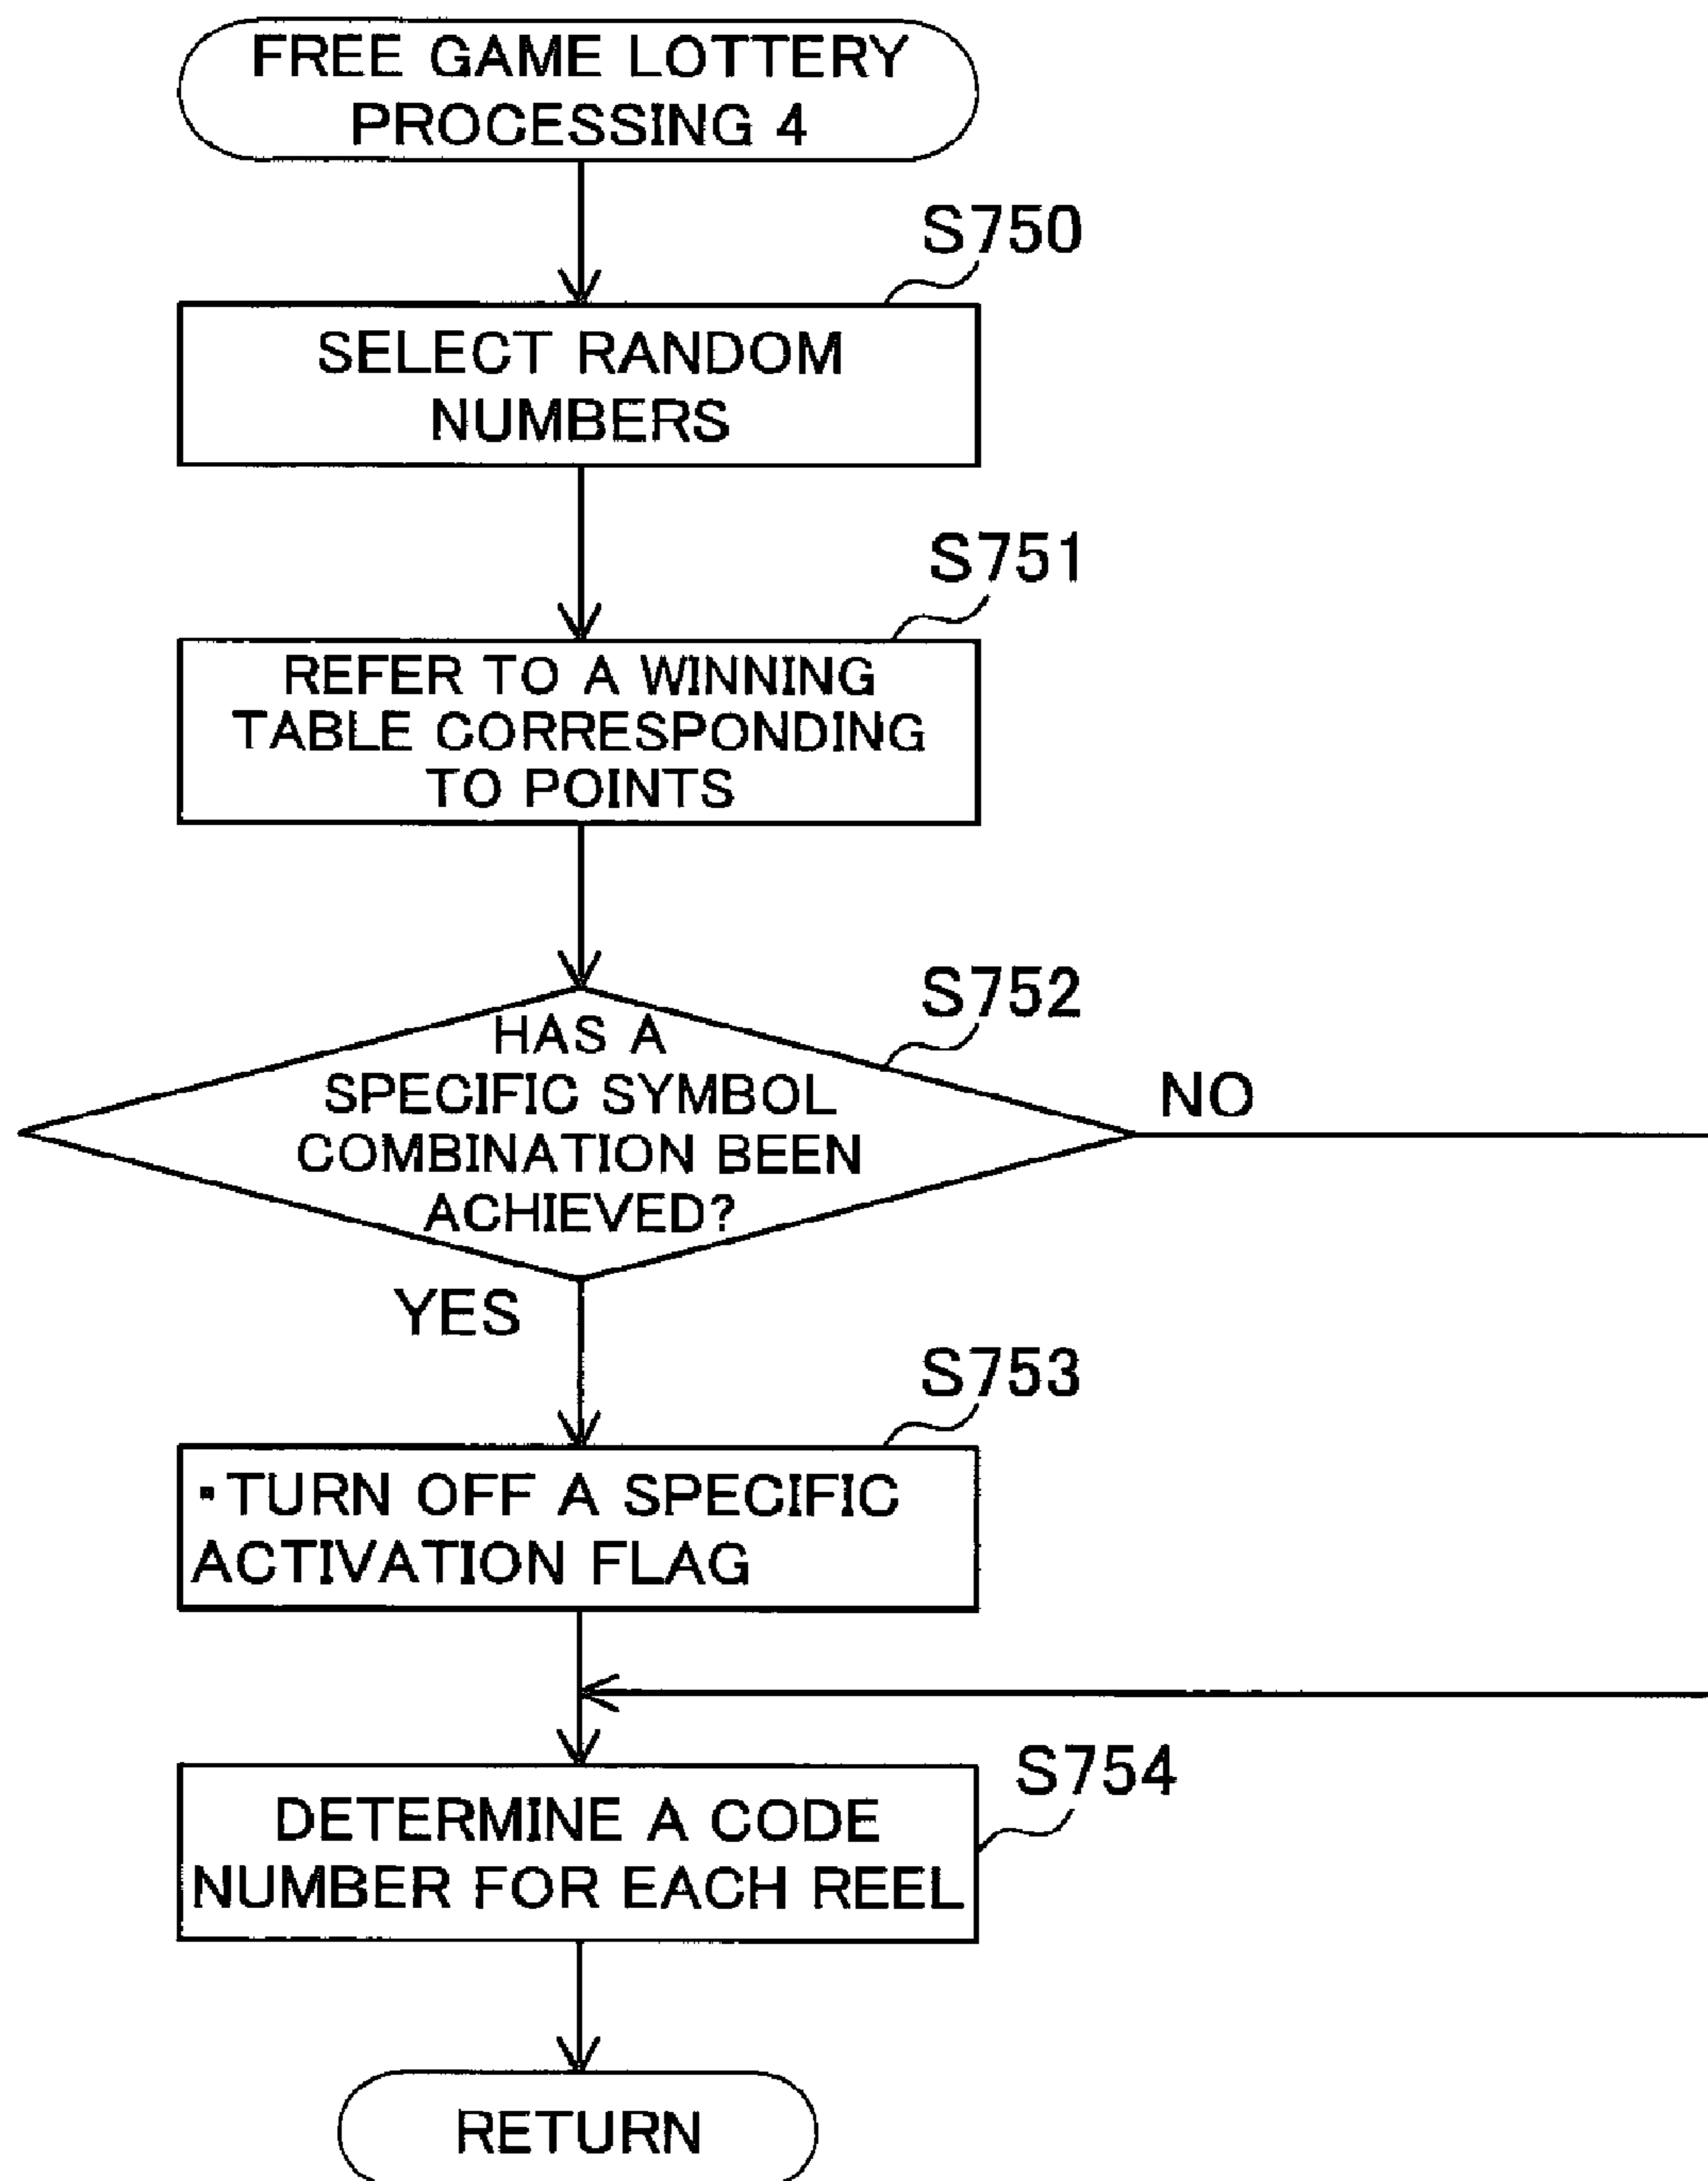 FREE GAME LOTTERY
PROCESSING 4
S750
SELECT RANDOM
NUMBERS
S751
REFER TO A WINNING
TABLE CORRESPONDING
TO POINTS
S752
HAS A
SPECIFIC SYMBOL
COMBINATION BEEN
ACHIEVED?
NO
YES
S753
▪TURN OFF A SPECIFIC
ACTIVATION FLAG
S754
DETERMINE A CODE
NUMBER FOR EACH REEL
RETURN